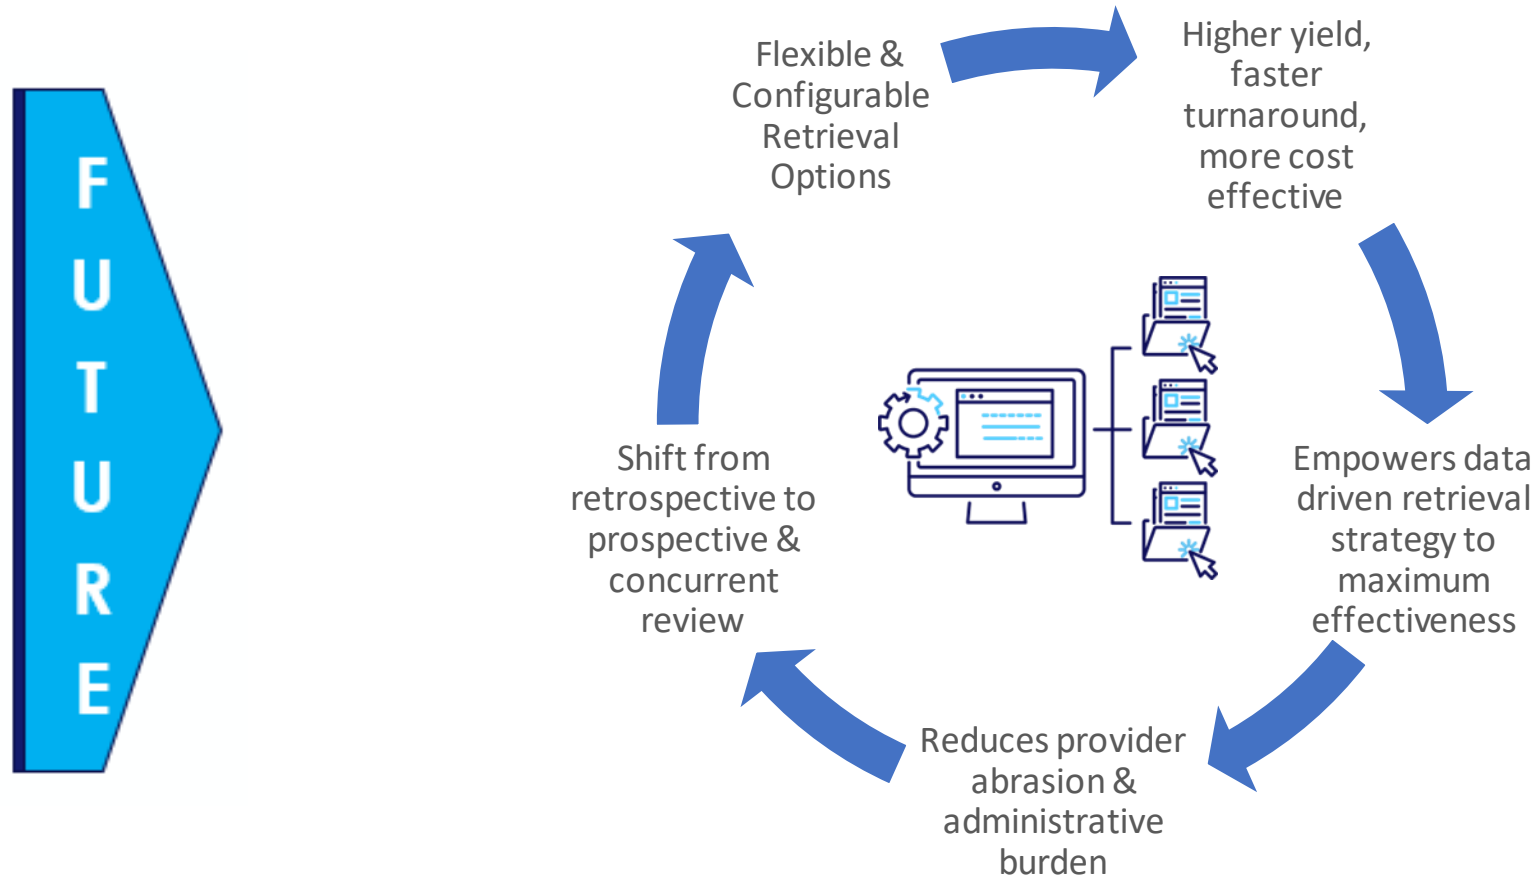 FUTURE
Flexible &
Configurable
Retrieval
Options
Higher yield,
faster
turnaround,
more cost
effective
Empowers data
driven retrieval
strategy to
maximum
effectiveness
Reduces provider
abrasion &
administrative
burden
Shift from
retrospective to
prospective &
concurrent
review